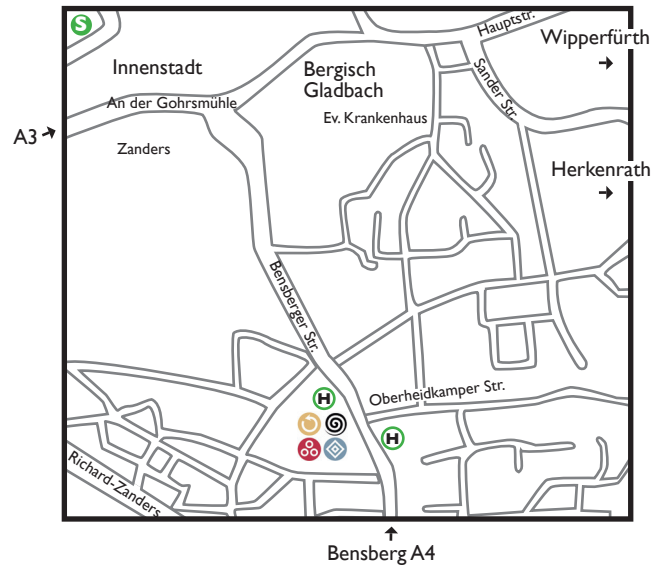 S
Hauptstr.
Wipperfürth
Innenstadt
Bergisch
Gladbach
Sander Str.
An der Gohrsmühle
Ev. Krankenhaus
A3
Zanders
Herkenrath
Bensberger Str.
H
Oberheidkamper Str.
H
Richard-Zanders
Bensberg A4